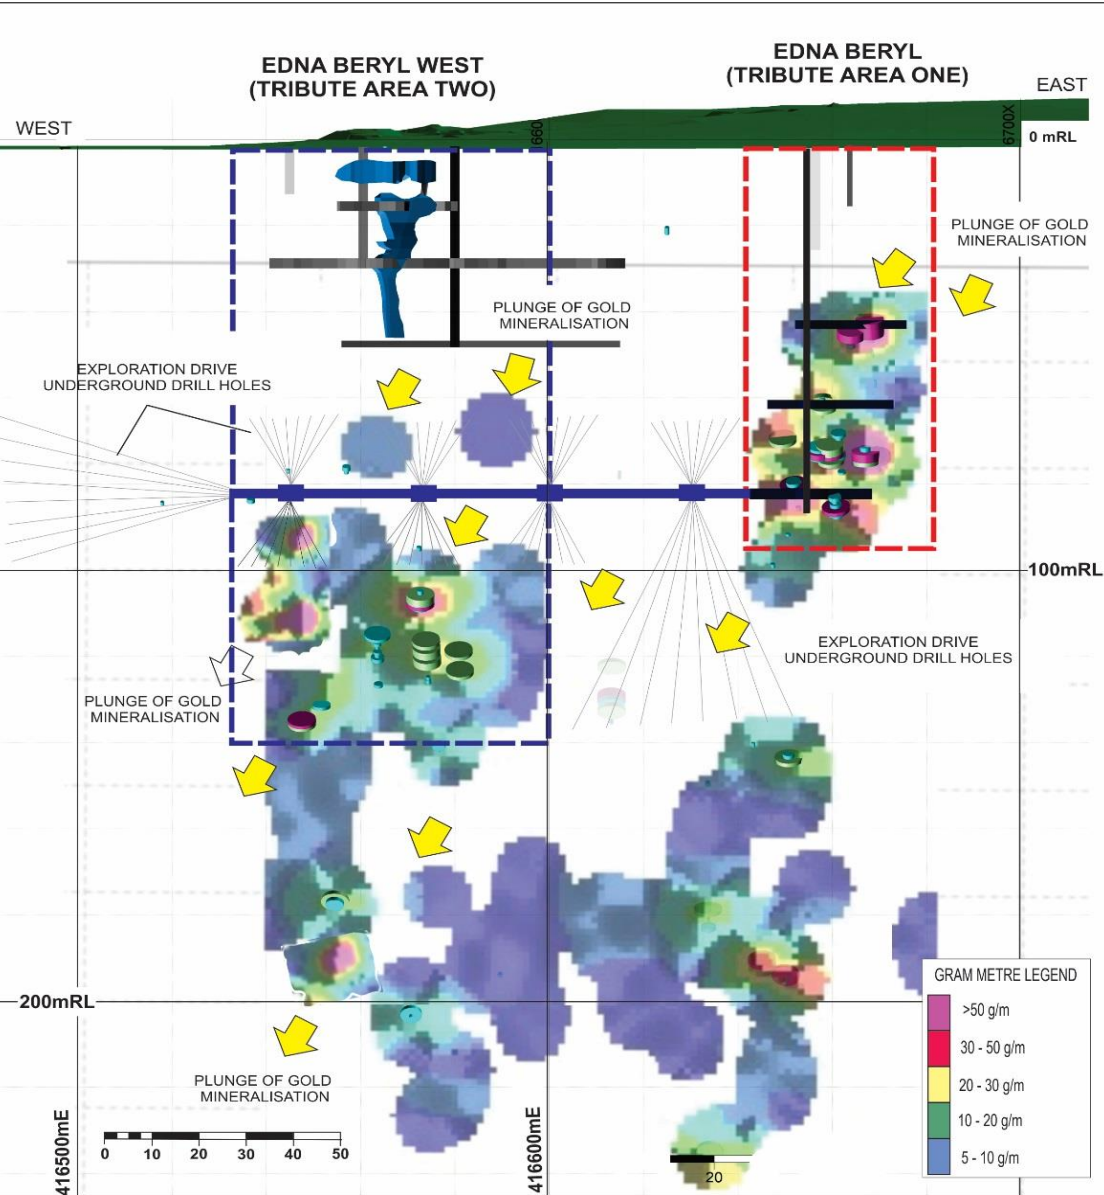 EDNA BERYL WEST
(TRIBUTE AREA TWO)
EDNA BERYL
(TRIBUTE AREA ONE)
EAST
WEST
660
6700X
0 mRL
PLUNGE OF GOLD
MINERALISATION
PLUNGE OF GOLD
MINERALISATION
EXPLORATION DRIVE
UNDERGROUND DRILL HOLES
100mRL
EXPLORATION DRIVE
UNDERGROUND DRILL HOLES
PLUNGE OF GOLD
MINERALISATION
GRAM METRE LEGEND
>50 g/m
30 - 50 g/m
20 - 30 g/m
10 - 20 g/m
5 - 10 g/m
200mRL
PLUNGE OF GOLD
MINERALISATION
416500mE
416600mE
0 10 20 30 40 50
20